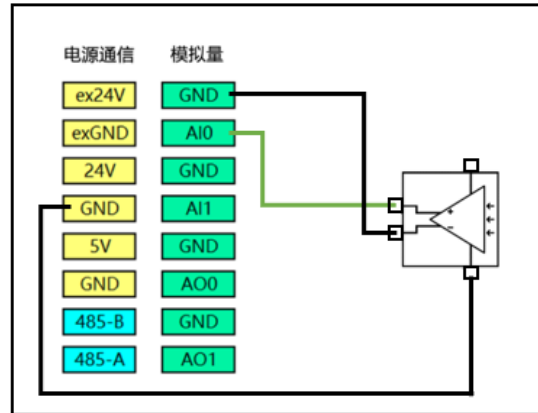 电源通信 模拟量
ex24V GND
exGND AI0
24V GND
GND AI1
5V GND
GND AO0
485-B GND
485-A AO1
+
−